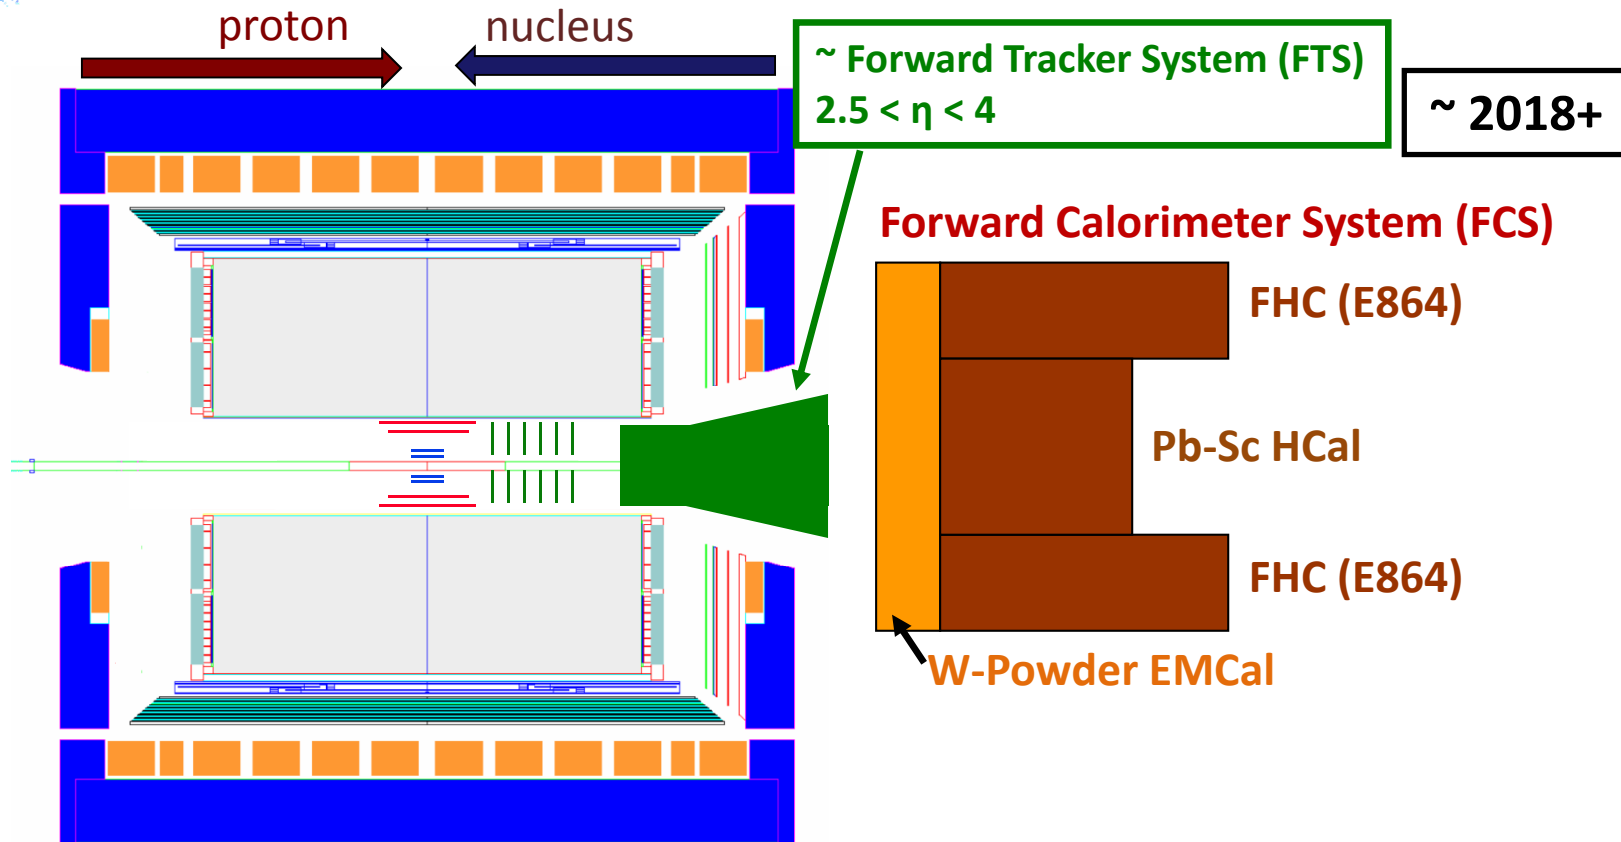 proton
nucleus
~ Forward Tracker System (FTS)
2.5 < η < 4
~ 2018+
Forward Calorimeter System (FCS)
FHC (E864)
Pb-Sc HCal
FHC (E864)
W-Powder EMCal